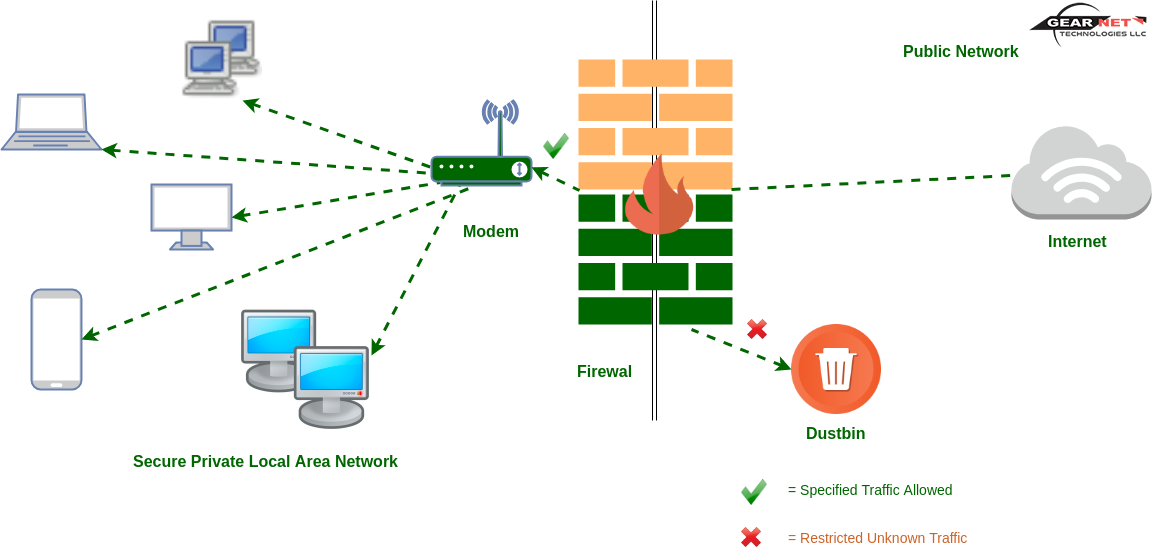 GEAR NET
TECHNOLOGIES LLC
Public Network
Internet
Modem
Firewal
Dustbin
Secure Private Local Area Network
= Specified Traffic Allowed
= Restricted Unknown Traffic